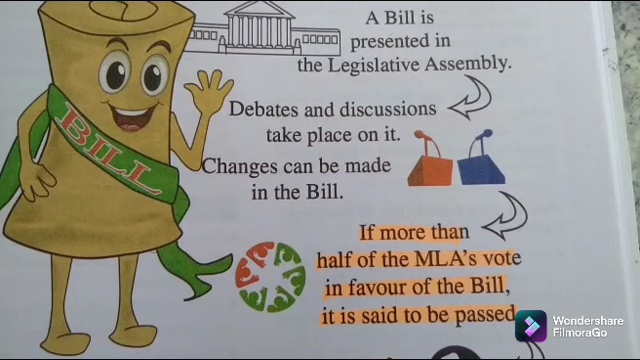 A Bill is
presented in
the Legislative Assembly.
Debates and discussions
take place on it.
Changes can be made
in the Bill.
BILL
If more than
half of the MLA's vote
in favour of the Bill,
it is said to be passed
Wondershare
FilmoraGo